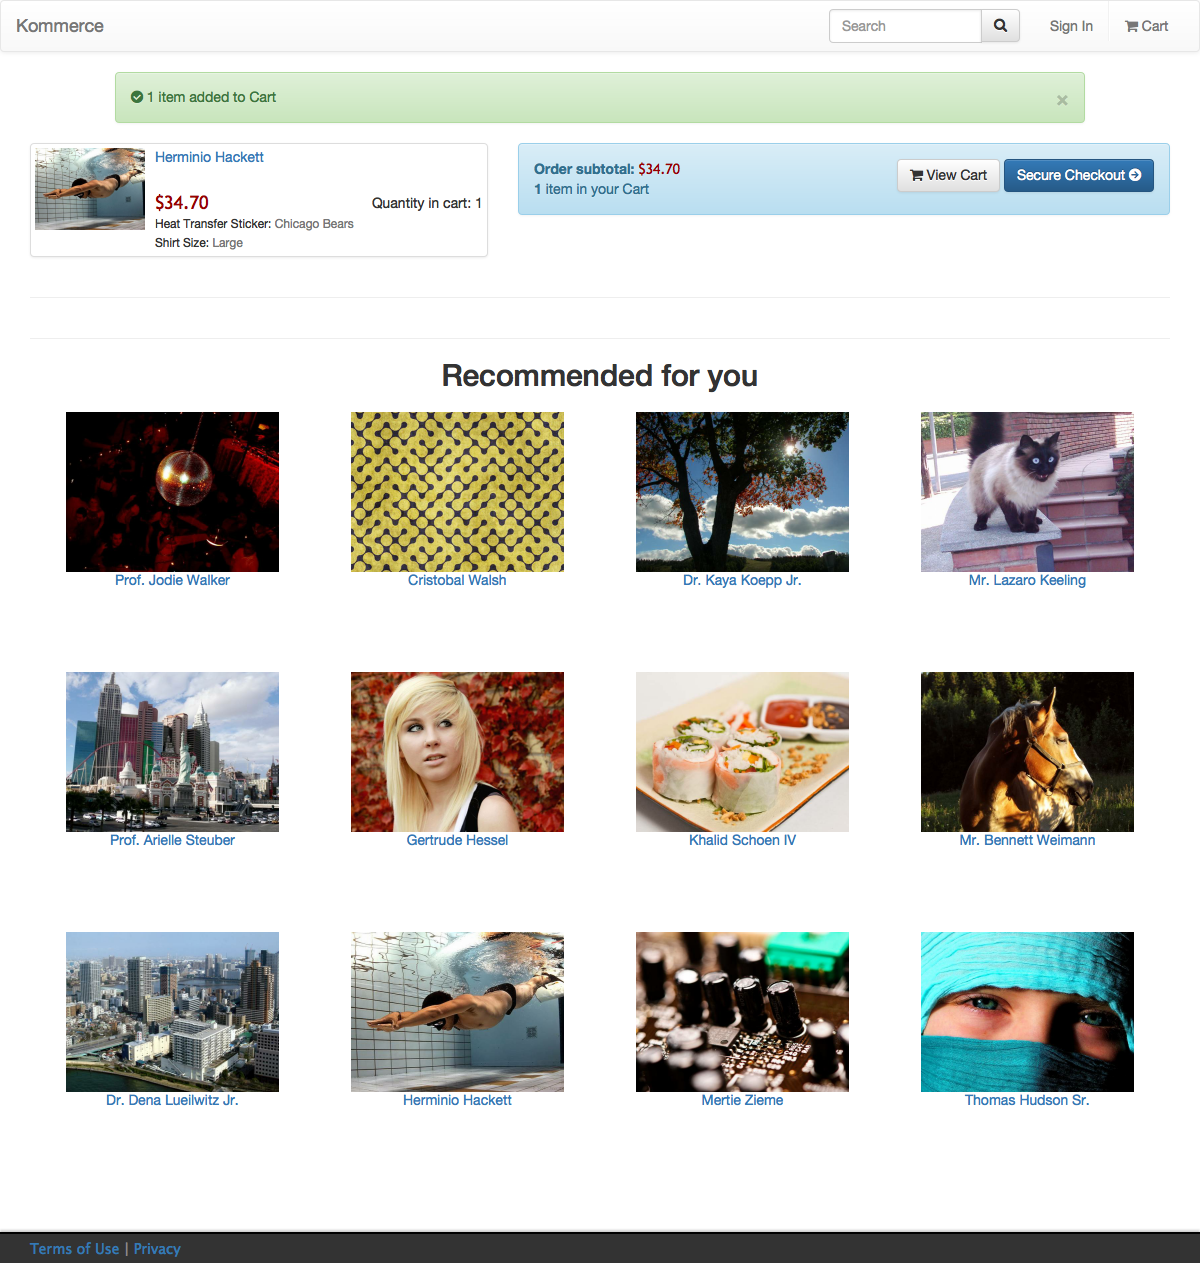 Kommerce
Search
Sign In
Cart
1 item added to Cart
×
Herminio Hackett
$34.70
Quantity in cart: 1
Heat Transfer Sticker: Chicago Bears
Shirt Size: Large
Order subtotal: $34.70
1 item in your Cart
View Cart
Secure Checkout
Recommended for you
Prof. Jodie Walker
Cristobal Walsh
Dr. Kaya Koepp Jr.
Mr. Lazaro Keeling
Prof. Arielle Steuber
Gertrude Hessel
Khalid Schoen IV
Mr. Bennett Weimann
Dr. Dena Lueilwitz Jr.
Herminio Hackett
Mertie Zieme
Thomas Hudson Sr.
Terms of Use | Privacy